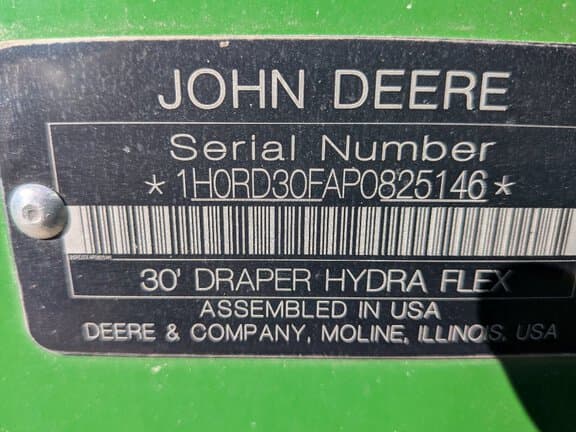 JOHN DEERE
Serial Number
*1H0RD30FAP0825146*
30' DRAPER HYDRA FLEX
ASSEMBLED IN USA
DEERE & COMPANY, MOLINE, ILLINOIS, USA